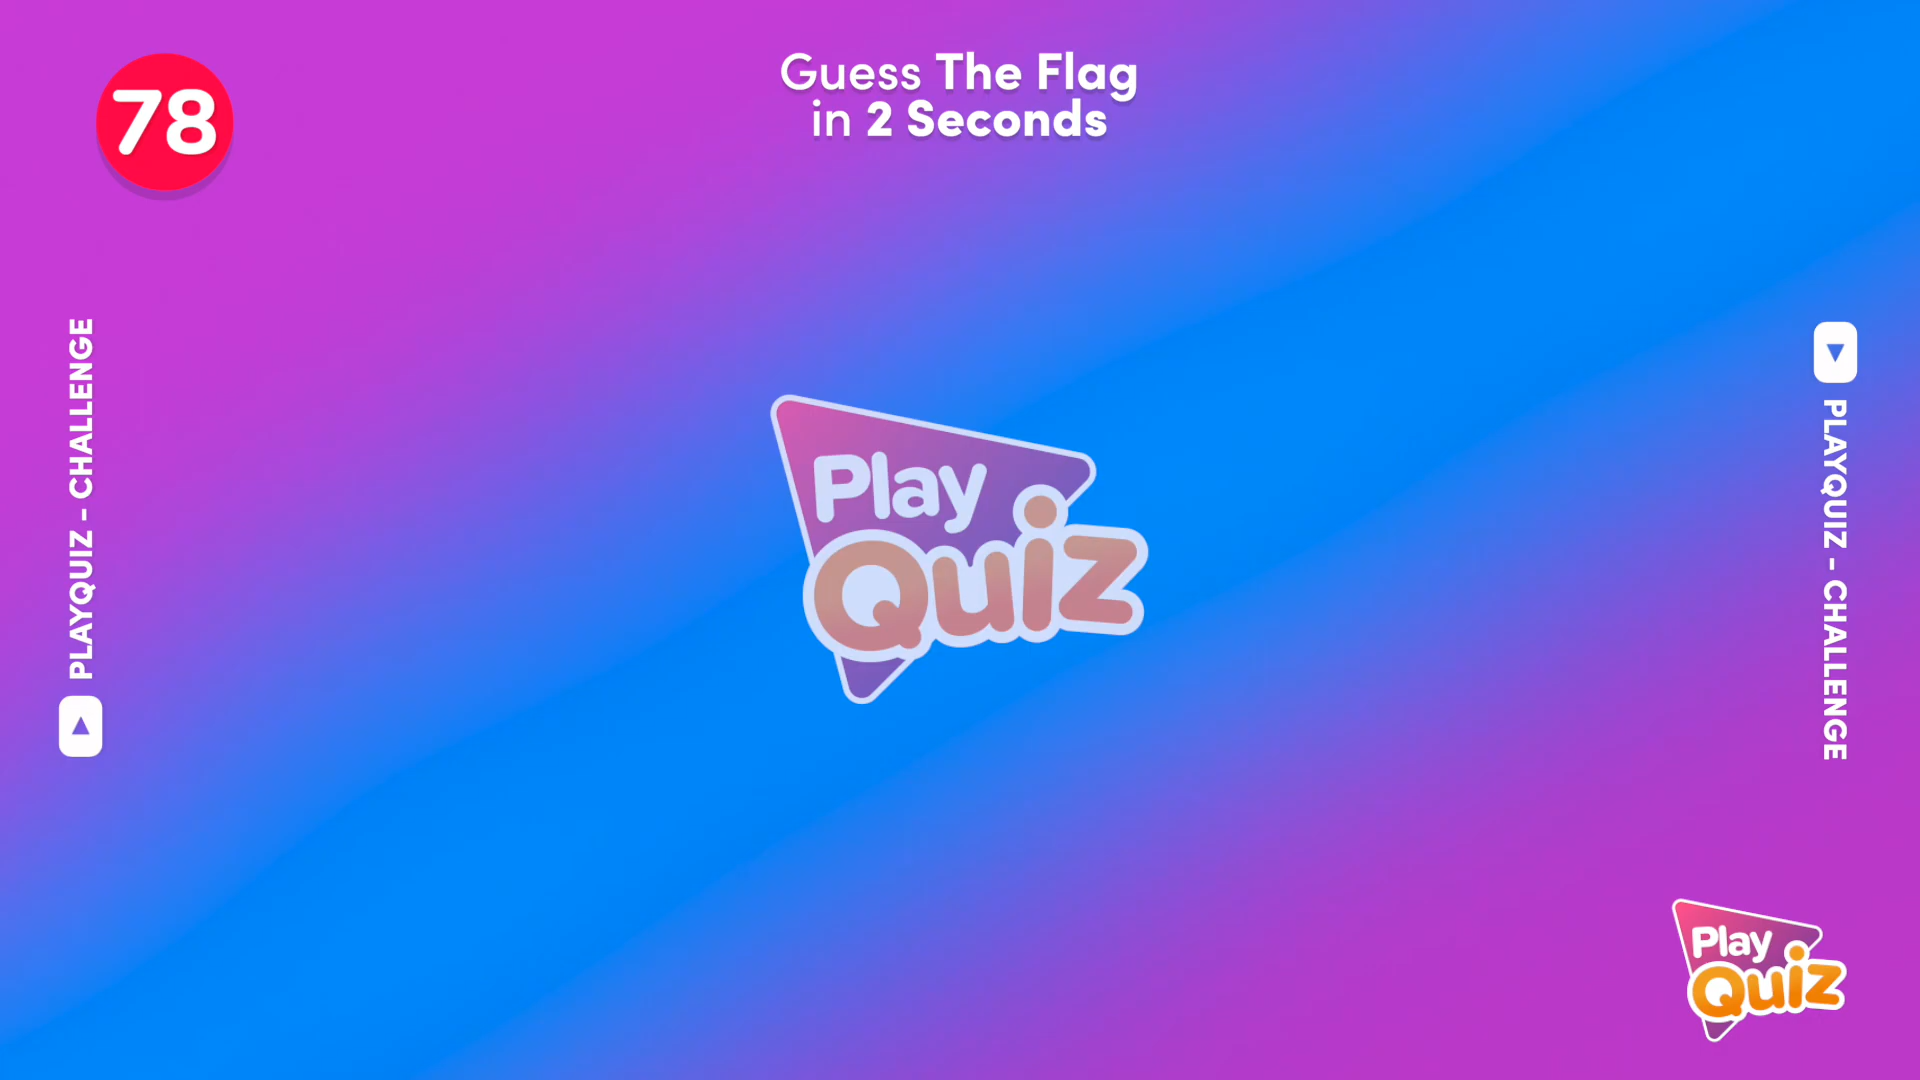 78
Guess The Flag
in 2 Seconds
PLAYQUIZ - CHALLENGE
PLAYQUIZ - CHALLENGE
Play
Quiz
Play
Quiz